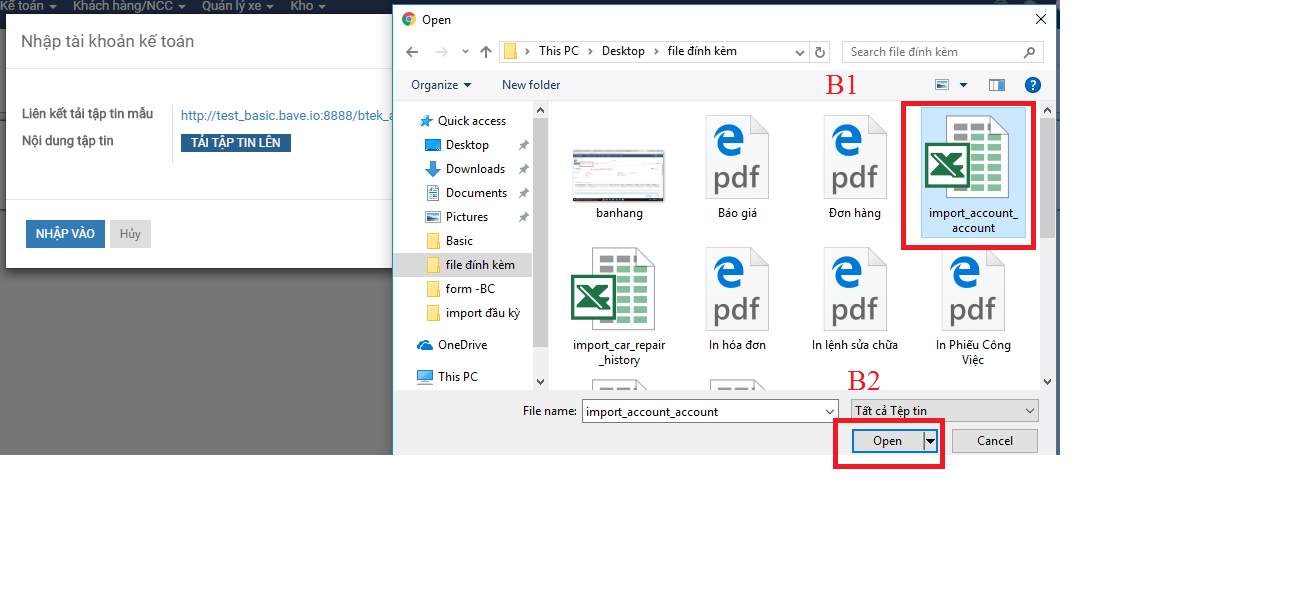 Kế toán Khách hàng/NCC Quản lý xe Kho
Nhập tài khoản kế toán
Liên kết tải tập tin mẫu
http://test_basic.bave.io:8888/btek_a
Nội dung tập tin
TẢI TẬP TIN LÊN
NHẬP VÀO
Hủy
Open
This PC > Desktop > file đính kèm
Search file đính kèm
Organize
New folder
B1
Quick access
Desktop
Downloads
Documents
Pictures
Basic
file đính kèm
form -BC
import đầu kỳ
OneDrive
This PC
banhang
pdf
Báo giá
pdf
Đơn hàng
import_account_
account
import_car_repair
_history
pdf
In hóa đơn
pdf
In lệnh sửa chữa
pdf
In Phiếu Công
Việc
B2
File name:
import_account_account
Tất cả Tệp tin
Open
Cancel